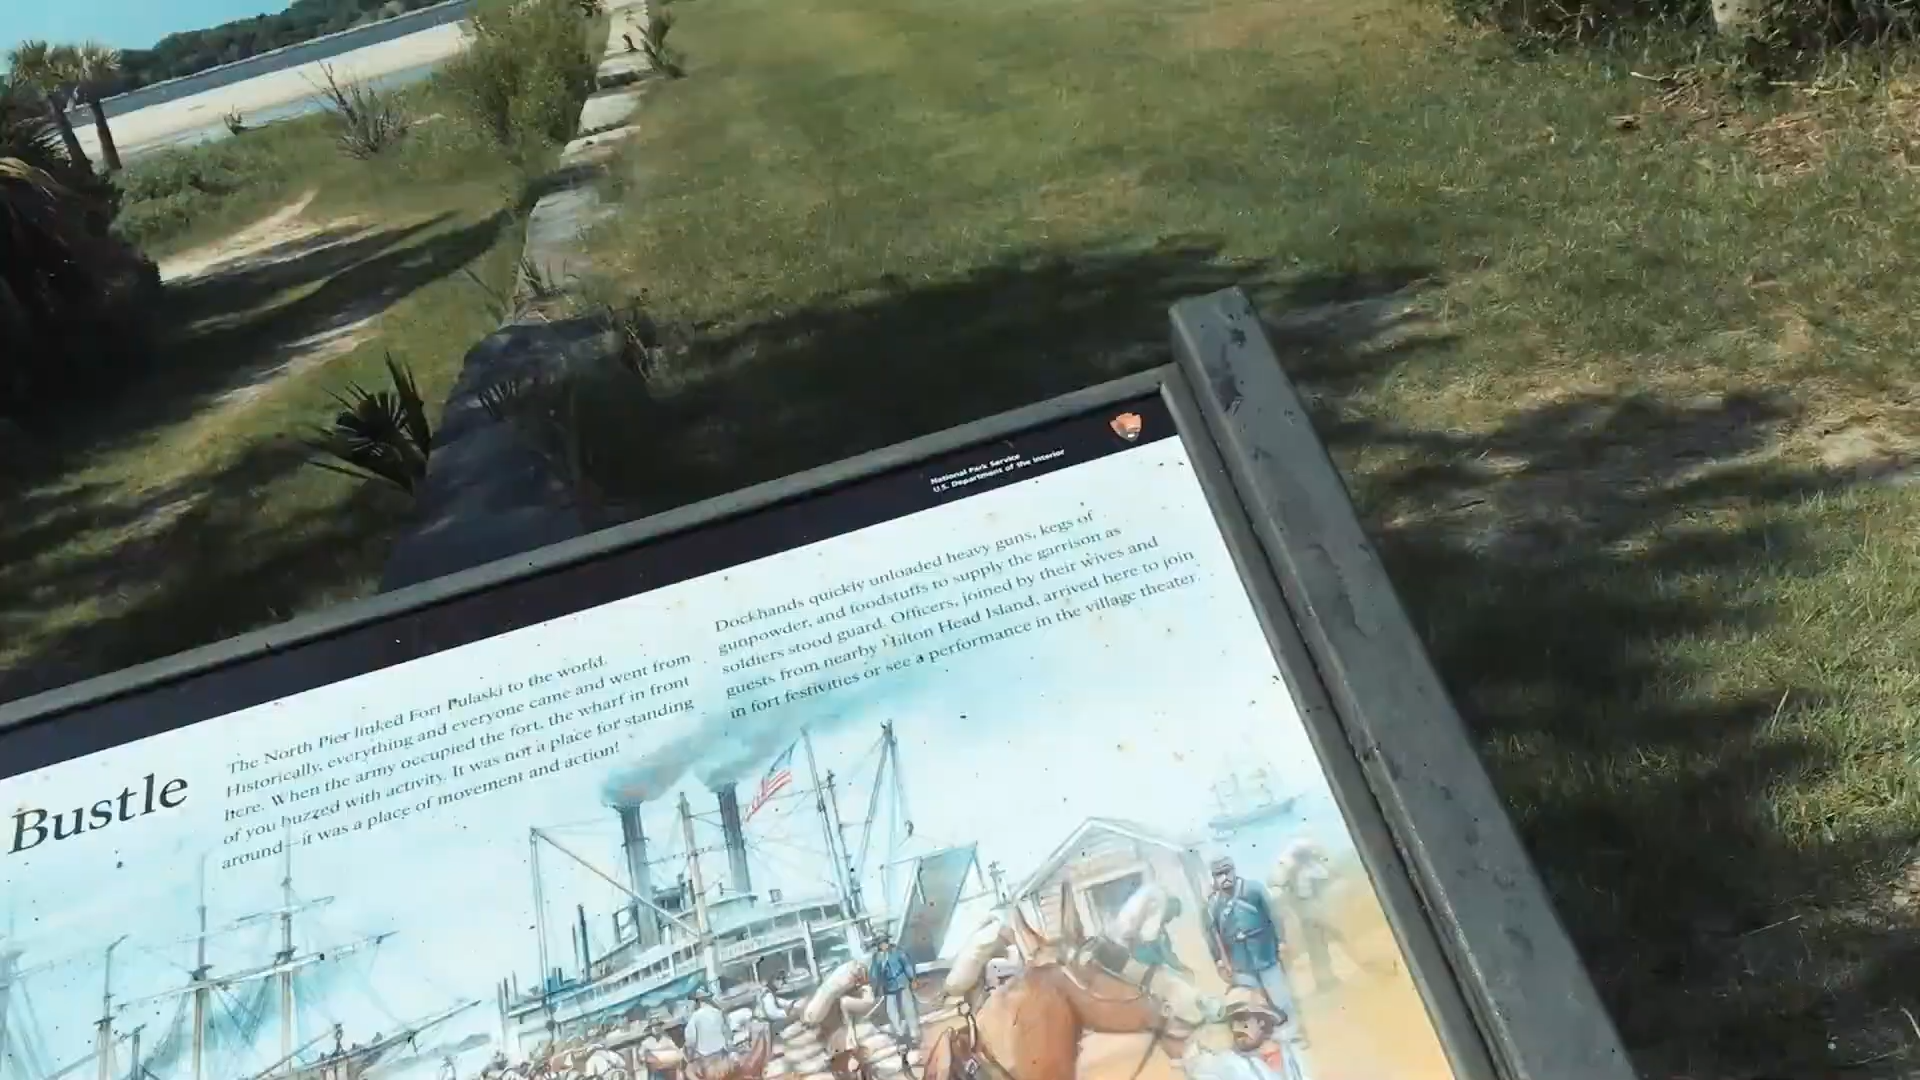 National Park Service
U.S. Department of the Interior
Bustle
The North Pier linked Fort Pulaski to the world.
Historically, everything and everyone came and went from
here. When the army occupied the fort, the wharf in front
of you buzzed with activity. It was not a place for standing
around—it was a place of movement and action!
Dockhands quickly unloaded heavy guns, kegs of
gunpowder, and foodstuffs to supply the garrison as
soldiers stood guard. Officers, joined by their wives and
guests from nearby Hilton Head Island, arrived here to join
in fort festivities or see a performance in the village theater.